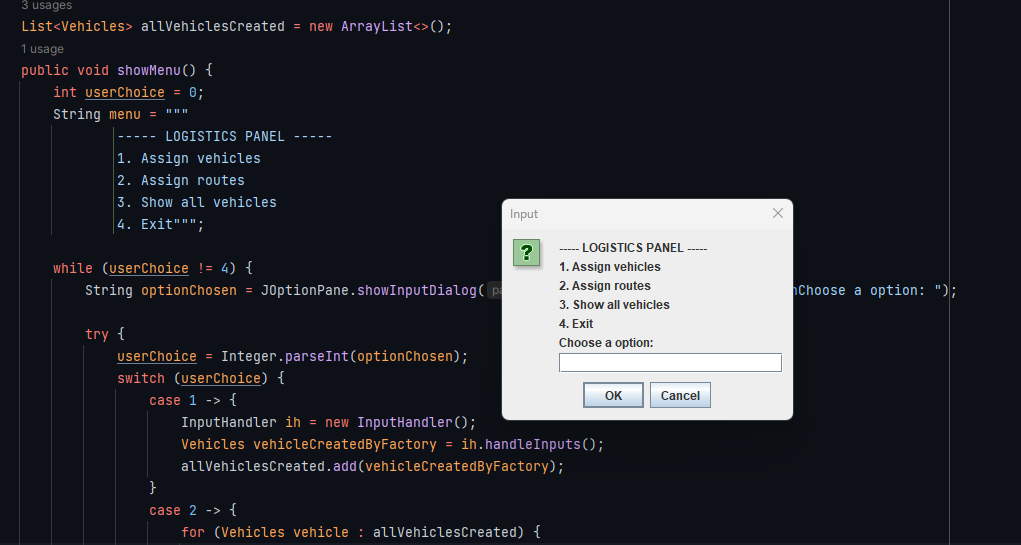 3 usages
List<Vehicles> allVehiclesCreated = new ArrayList<>();
1 usage
public void showMenu() {
int userChoice = 0;
String menu = """
----- LOGISTICS PANEL -----
1. Assign vehicles
2. Assign routes
3. Show all vehicles
4. Exit""";
while (userChoice != 4) {
String optionChosen = JOptionPane.showInputDialog( Choose a option: ");
try {
userChoice = Integer.parseInt(optionChosen);
switch (userChoice) {
case 1 -> {
InputHandler ih = new InputHandler();
Vehicles vehicleCreatedByFactory = ih.handleInputs();
allVehiclesCreated.add(vehicleCreatedByFactory);
}
case 2 -> {
for (Vehicles vehicle : allVehiclesCreated) {
Input
?
----- LOGISTICS PANEL -----
1. Assign vehicles
2. Assign routes
3. Show all vehicles
4. Exit
Choose a option:
OK Cancel